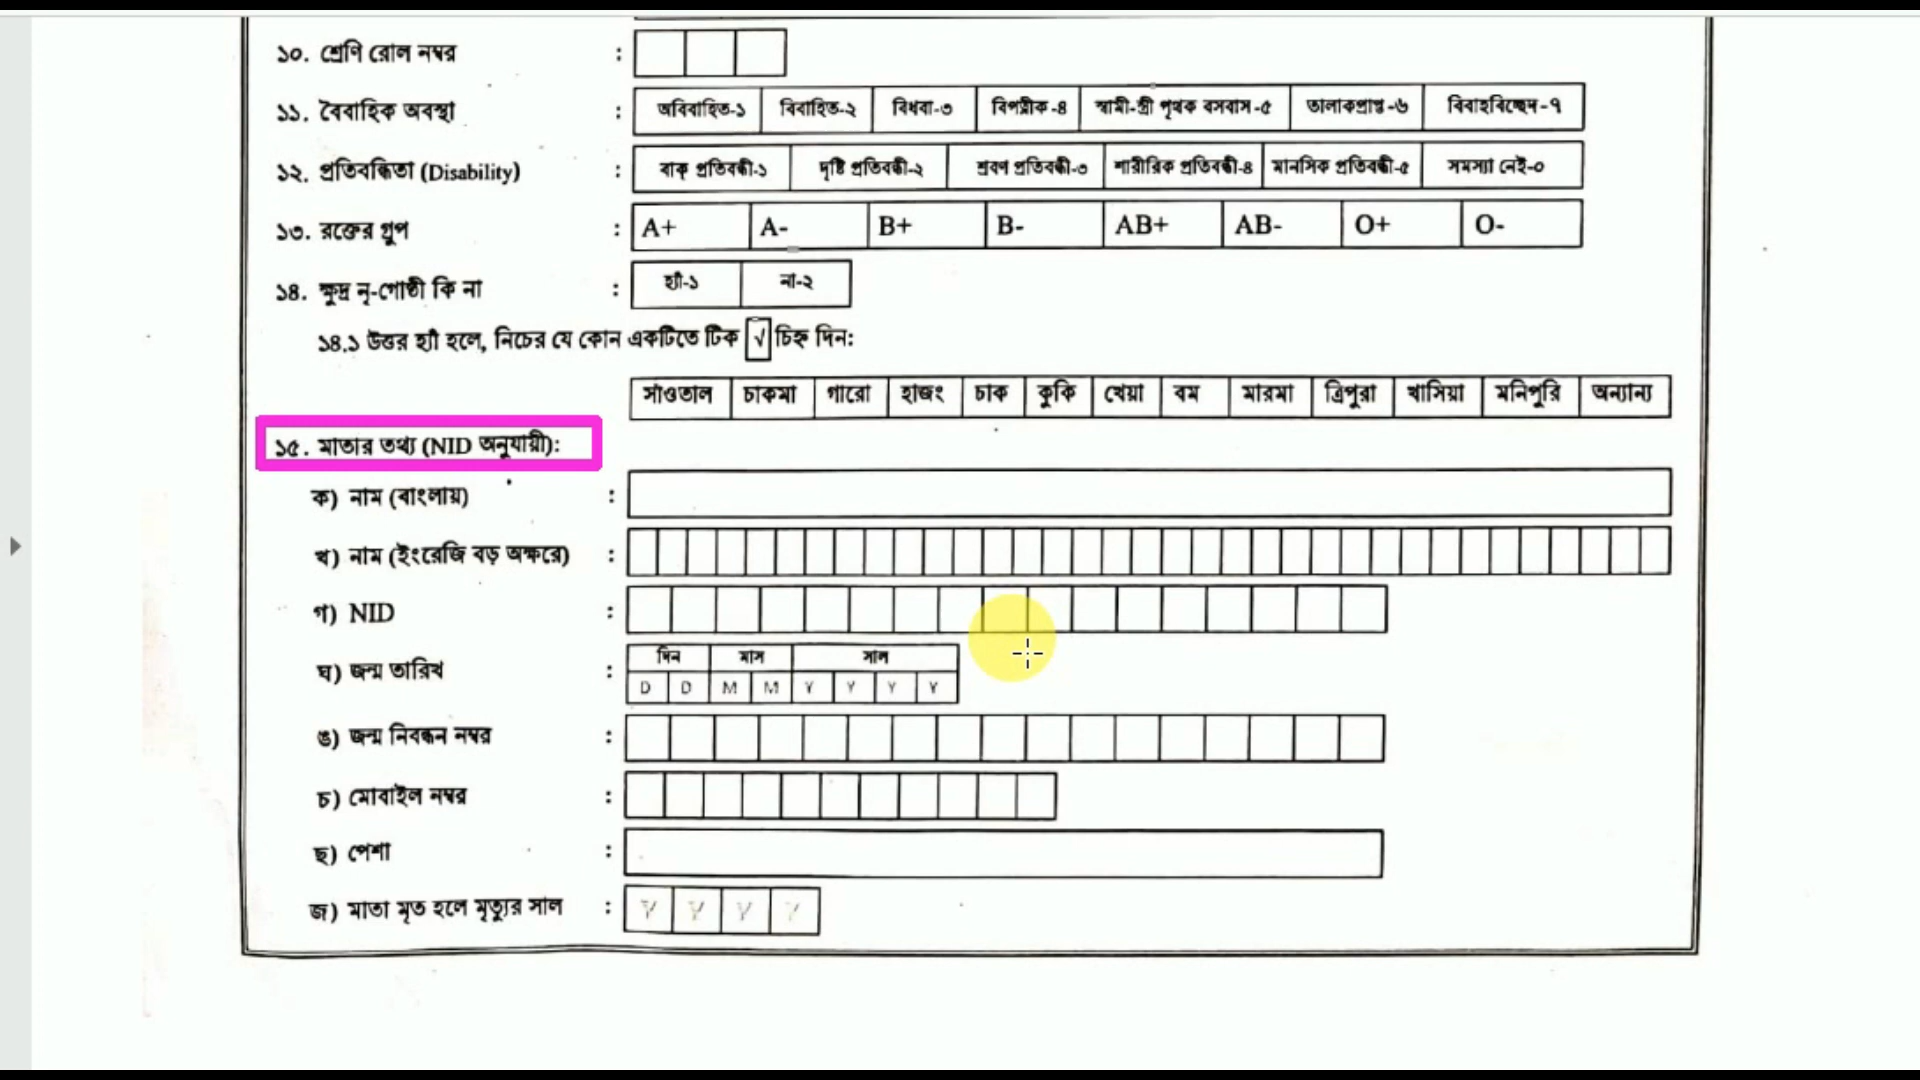 ১০. শ্রেণি রোল নম্বর :
১১. বৈবাহিক অবস্থা : অবিবাহিত-১ বিবাহিত-২ বিধবা-৩ বিপত্নীক-৪ স্বামী-স্ত্রী পৃথক বসবাস-৫ তালাকপ্রাপ্ত-৬ বিবাহবিচ্ছেদ-৭
১২. প্রতিবন্ধিতা (Disability) : বাক্ প্রতিবন্ধী-১ দৃষ্টি প্রতিবন্ধী-২ শ্রবণ প্রতিবন্ধী-৩ শারীরিক প্রতিবন্ধী-৪ মানসিক প্রতিবন্ধী-৫ সমস্যা নেই-০
১৩. রক্তের গ্রুপ : A+ A- B+ B- AB+ AB- O+ O-
১৪. ক্ষুদ্র নৃ-গোষ্ঠী কি না : হ্যাঁ-১ না-২
১৪.১ উত্তর হ্যাঁ হলে, নিচের যে কোন একটিতে টিক √ চিহ্ন দিন:
সাঁওতাল চাকমা গারো হাজং চাক কুকি খেয়া বম মারমা ত্রিপুরা খাসিয়া মনিপুরি অন্যান্য
১৫. মাতার তথ্য (NID অনুযায়ী):
ক) নাম (বাংলায়) :
খ) নাম (ইংরেজি বড় অক্ষরে) :
গ) NID :
দিন মাস সাল
ঘ) জন্ম তারিখ :
D D M M Y Y Y Y
ঙ) জন্ম নিবন্ধন নম্বর :
চ) মোবাইল নম্বর :
ছ) পেশা :
জ) মাতা মৃত হলে মৃত্যুর সাল : Y Y Y Y